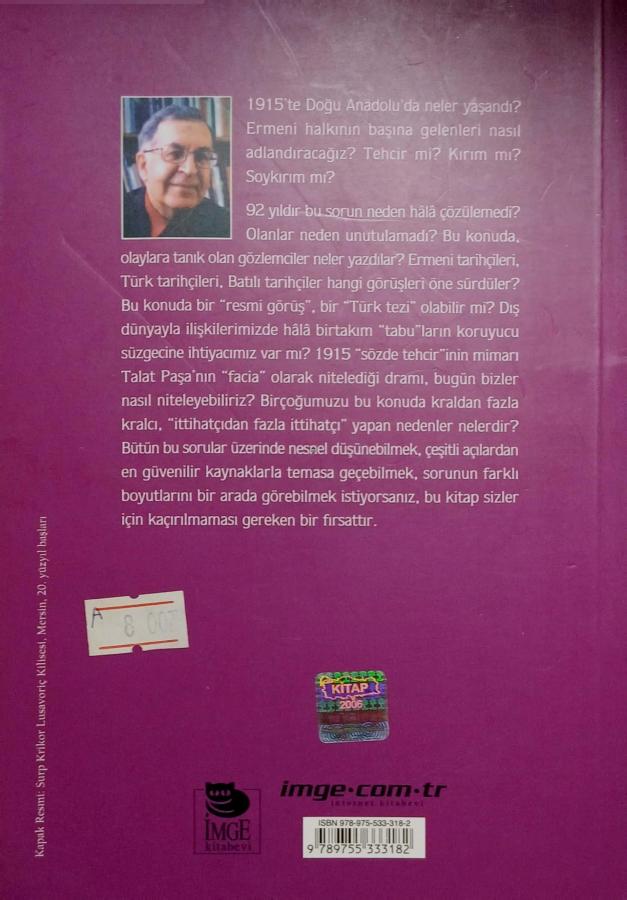 1915'te Doğu Anadolu'da neler yaşandı?
Ermeni halkının başına gelenleri nasıl
adlandıracağız? Tehcir mi? Kırım mı?
Soykırım mı?
92 yıldır bu sorun neden hâlâ çözülemedi?
Olanlar neden unutulamadı? Bu konuda,
olaylara tanık olan gözlemciler neler yazdılar? Ermeni tarihçileri,
Türk tarihçileri, Batılı tarihçiler hangi görüşleri öne sürdüler?
Bu konuda bir "resmi görüş", bir "Türk tezi" olabilir mi? Dış
dünyayla ilişkilerimizde hâlâ birtakım "tabu"ların koruyucu
süzgecine ihtiyacımız var mı? 1915 "sözde tehcir"inin mimarı
Talat Paşa'nın "facia" olarak nitelediği dramı, bugün bizler
nasıl niteleyebiliriz? Birçoğumuzu bu konuda kraldan fazla
kralcı, "ittihatçıdan fazla ittihatçı" yapan nedenler nelerdir?
Bütün bu sorular üzerinde nesnel düşünebilmek, çeşitli açılardan
en güvenilir kaynaklarla temasa geçebilmek, sorunun farklı
boyutlarını bir arada görebilmek istiyorsanız, bu kitap sizler
için kaçırılmaması gereken bir fırsattır.
Kapak Resmi: Surp Krikor Lusavoriç Kilisesi, Mersin, 20. yüzyıl başları
A 8 007
KİTAP
2006
İMGE
kitabevi
imge.com.tr
internet kitabevi
ISBN 978-975-533-318-2
9 789755 333182